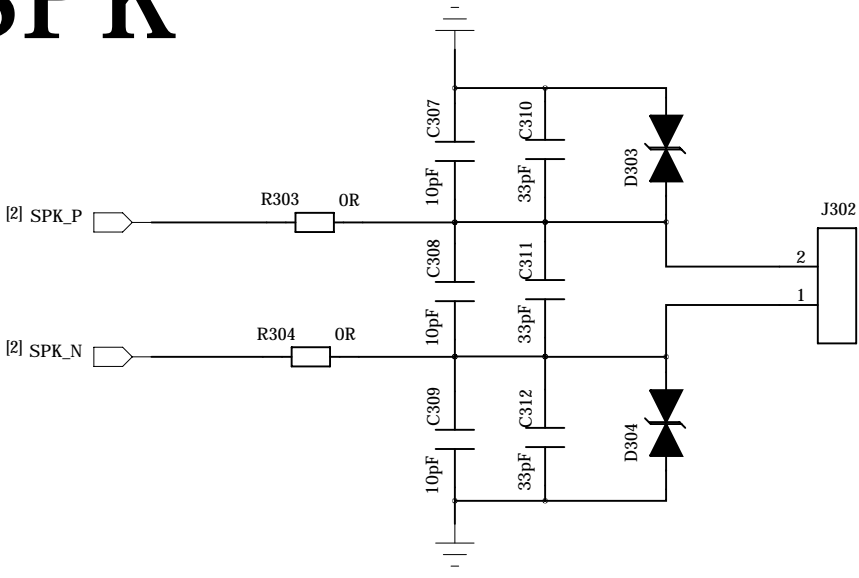 SPK
C307
10pF
C310
33pF
D303
[2] SPK_P
R303 0R
J302
2
1
C308
10pF
C311
33pF
[2] SPK_N
R304 0R
C309
10pF
C312
33pF
D304